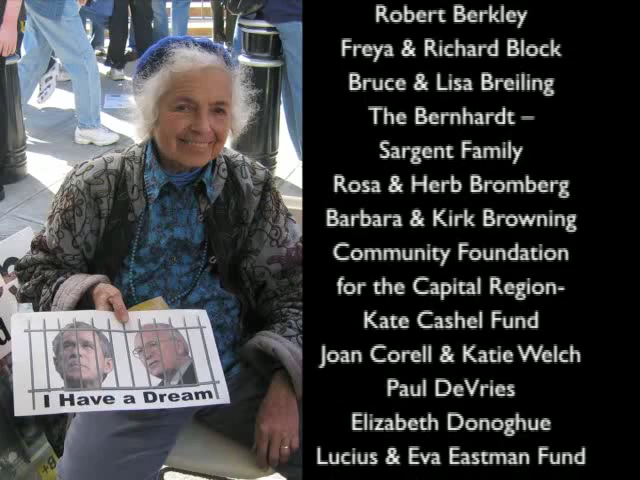 I Have a Dream
Robert Berkley
Freya & Richard Block
Bruce & Lisa Breiling
The Bernhardt –
Sargent Family
Rosa & Herb Bromberg
Barbara & Kirk Browning
Community Foundation
for the Capital Region-
Kate Cashel Fund
Joan Corell & Katie Welch
Paul DeVries
Elizabeth Donoghue
Lucius & Eva Eastman Fund